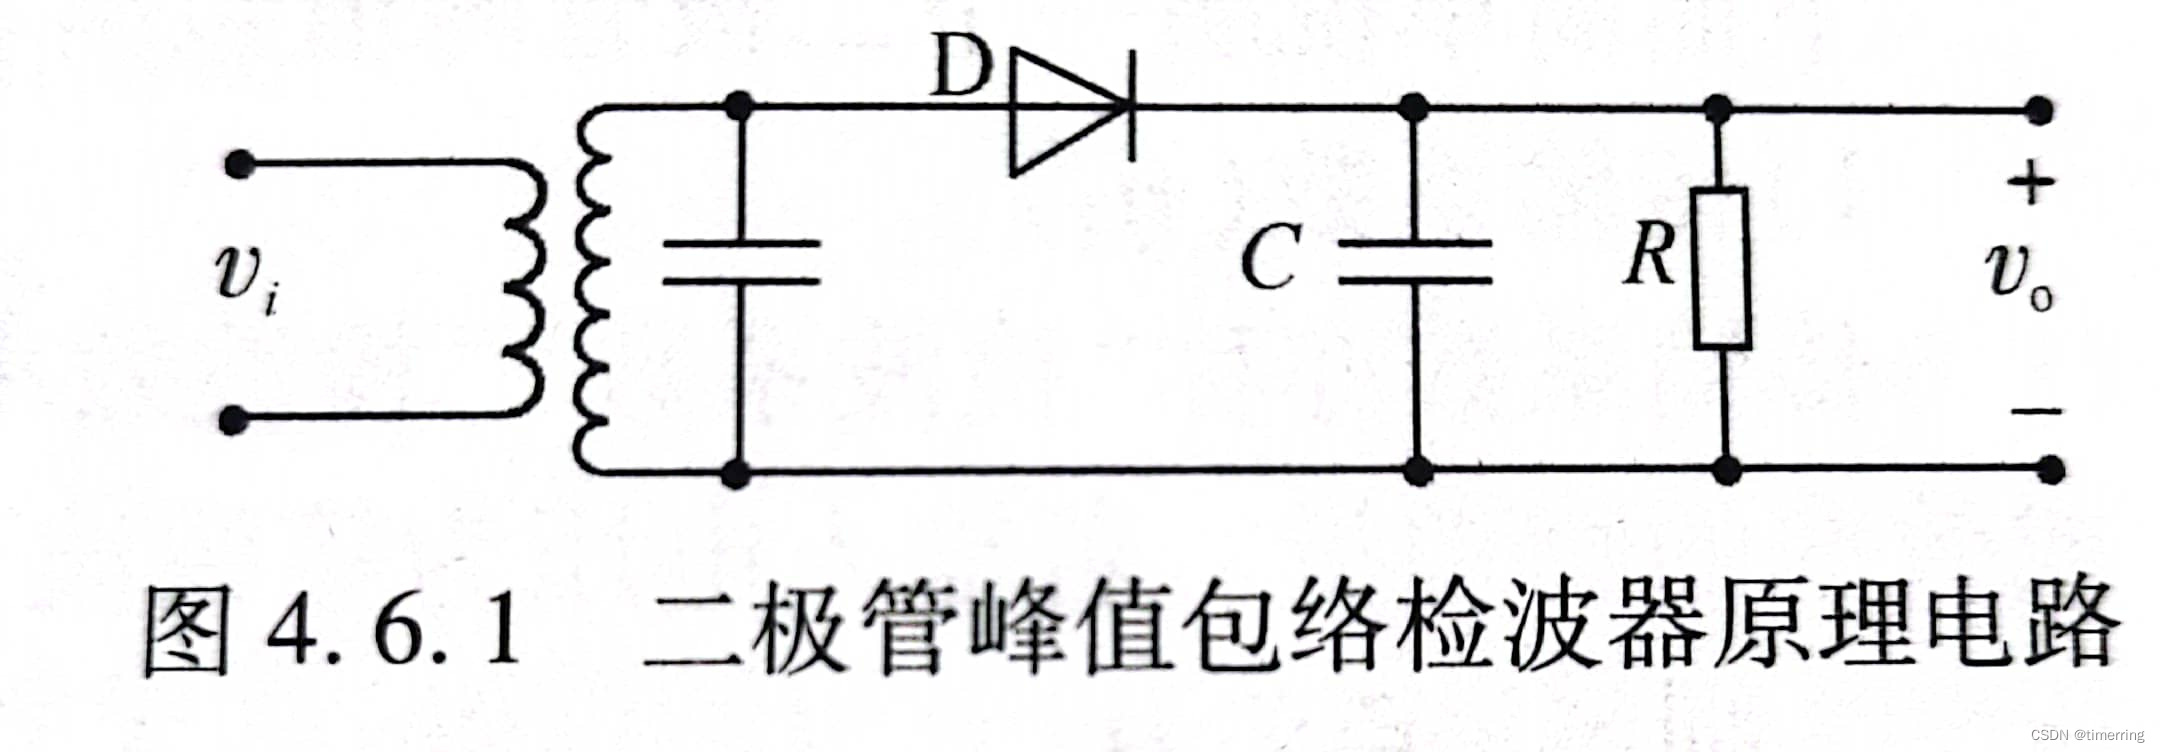 D
v_i
C
R
+
v_o
−
图 4.6.1 二极管峰值包络检波器原理电路
CSDN @timerring